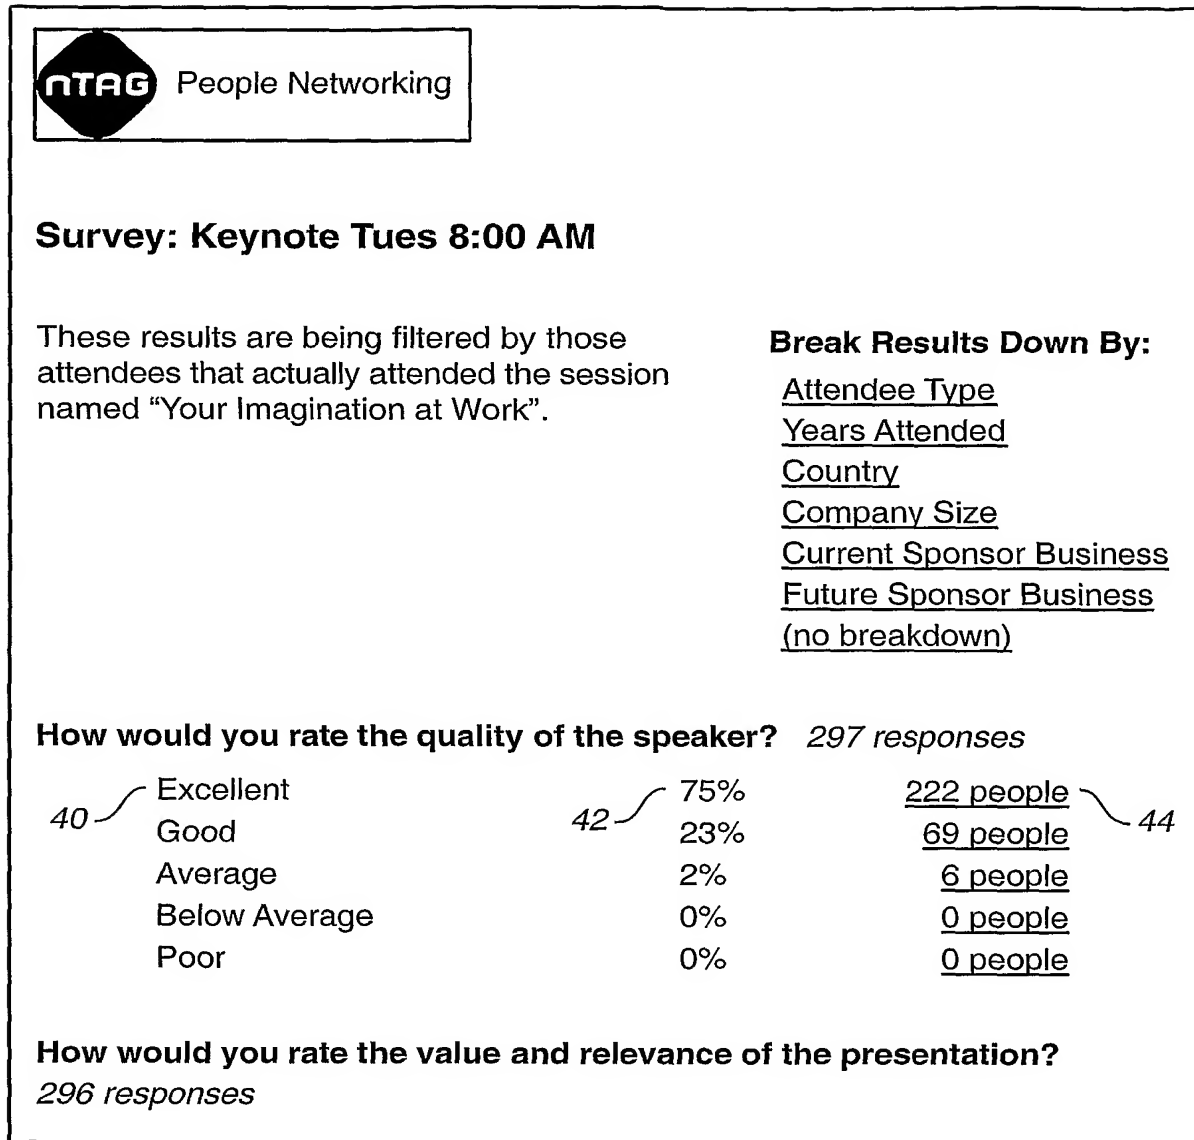 nTAG People Networking
Survey: Keynote Tues 8:00 AM
These results are being filtered by those
attendees that actually attended the session
named “Your Imagination at Work”.
Break Results Down By:
Attendee Type
Years Attended
Country
Company Size
Current Sponsor Business
Future Sponsor Business
(no breakdown)
How would you rate the quality of the speaker? 297 responses
40 Excellent 42 75% 222 people 44
Good 23% 69 people
Average 2% 6 people
Below Average 0% 0 people
Poor 0% 0 people
How would you rate the value and relevance of the presentation?
296 responses